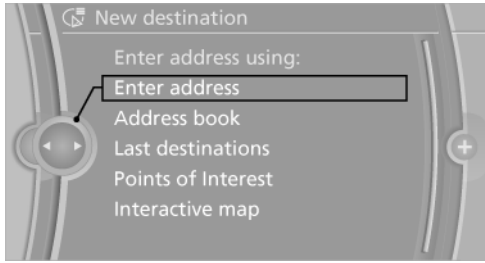 New destination
Enter address using:
Enter address
Address book
Last destinations
Points of Interest
Interactive map